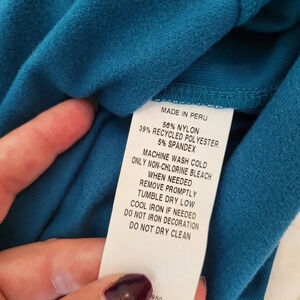 MADE IN PERU
56% NYLON
39% RECYCLED POLYESTER
5% SPANDEX
MACHINE WASH COLD
ONLY NON-CHLORINE BLEACH
WHEN NEEDED
REMOVE PROMPTLY
TUMBLE DRY LOW
COOL IRON IF NEEDED
DO NOT IRON DECORATION
DO NOT DRY CLEAN